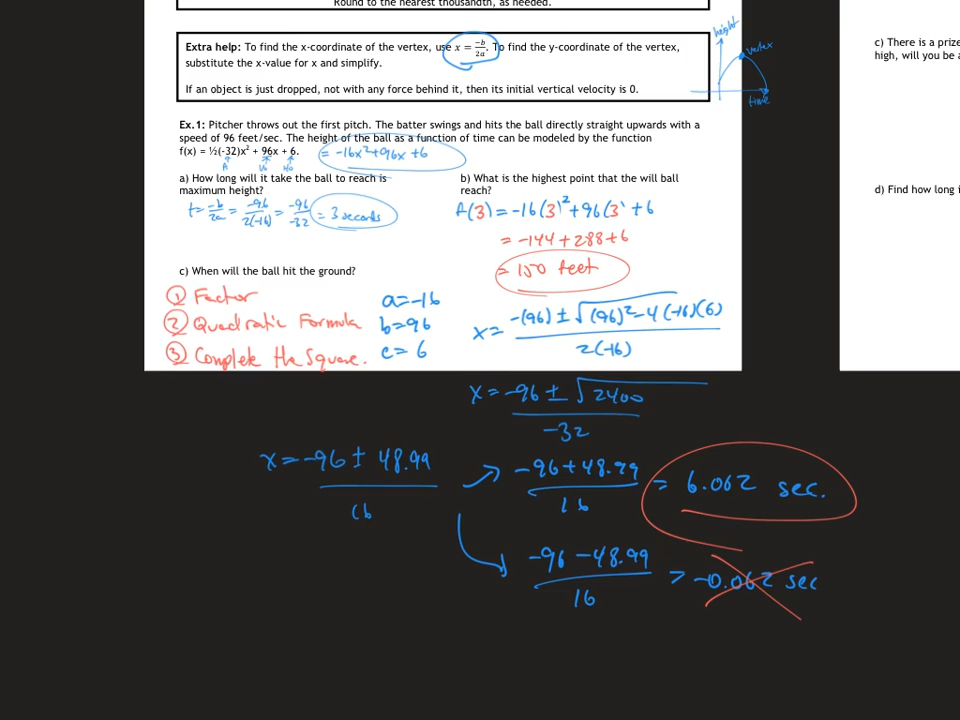 Round to the nearest thousandth, as needed.
Extra help: To find the x-coordinate of the vertex, use x = -b/2a. To find the y-coordinate of the vertex,
substitute the x-value for x and simplify.
If an object is just dropped, not with any force behind it, then its initial vertical velocity is 0.
height
vertex
time
c) There is a prize
high, will you be a
Ex.1: Pitcher throws out the first pitch. The batter swings and hits the ball directly straight upwards with a
speed of 96 feet/sec. The height of the ball as a function of time can be modeled by the function
f(x) = ½(-32)x² + 96x + 6. = -16x²+96x+6
a) How long will it take the ball to reach is
maximum height?
t = -b/2a = -96/2(-16) = -96/-32 = 3 seconds
b) What is the highest point that the will ball
reach?
A(3) = -16(3)² + 96(3) + 6
= -144 + 288 + 6
= 150 feet
d) Find how long i
c) When will the ball hit the ground?
① Factor
② Quadratic Formula
③ Complete the Square.
a = -16
b = 96
c = 6
x = -(96) ± √(96)² - 4(-16)(6)
2(-16)
x = -96 ± √2400
-32
x = -96 ± 48.99
16
-96 + 48.99
16
= 6.062 sec.
-96 - 48.99
16
> -0.062 sec